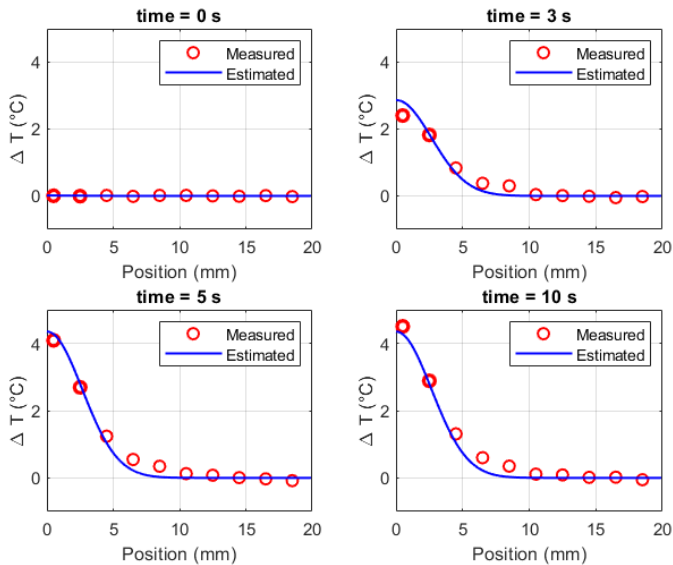 time = 0 s
4
2
0
Δ T (°C)
Measured
Estimated
0
5
10
15
20
Position (mm)
time = 3 s
4
2
0
Δ T (°C)
Measured
Estimated
0
5
10
15
20
Position (mm)
time = 5 s
4
2
0
Δ T (°C)
Measured
Estimated
0
5
10
15
20
Position (mm)
time = 10 s
4
2
0
Δ T (°C)
Measured
Estimated
0
5
10
15
20
Position (mm)